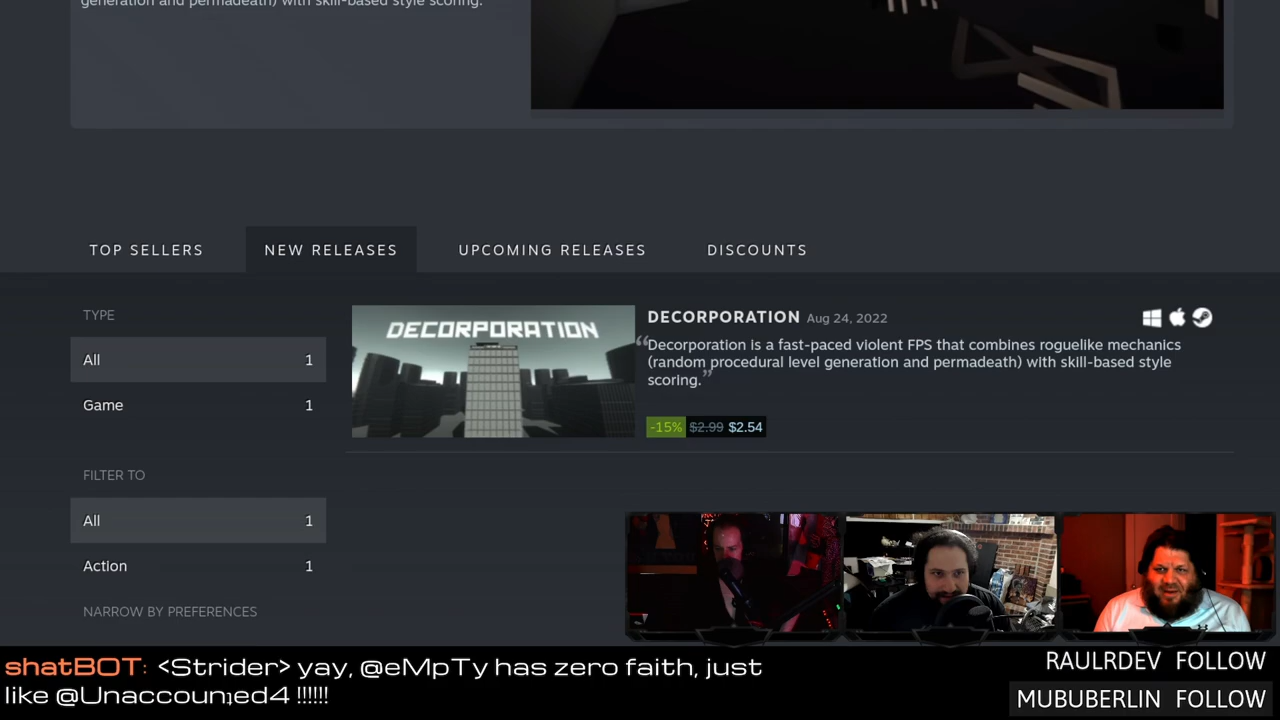 generation and permadeath) with skill-based style scoring.
TOP SELLERS
NEW RELEASES
UPCOMING RELEASES
DISCOUNTS
TYPE
All 1
Game 1
FILTER TO
All 1
Action 1
NARROW BY PREFERENCES
DECORPORATION
DECORPORATION Aug 24, 2022
“Decorporation is a fast-paced violent FPS that combines roguelike mechanics
(random procedural level generation and permadeath) with skill-based style
scoring.”
-15% $2.99 $2.54
shatBOT: <Strider> yay, @eMpTy has zero faith, just
like @Unaccounted4 !!!!!!
RAULRDEV FOLLOW
MUBUBERLIN FOLLOW